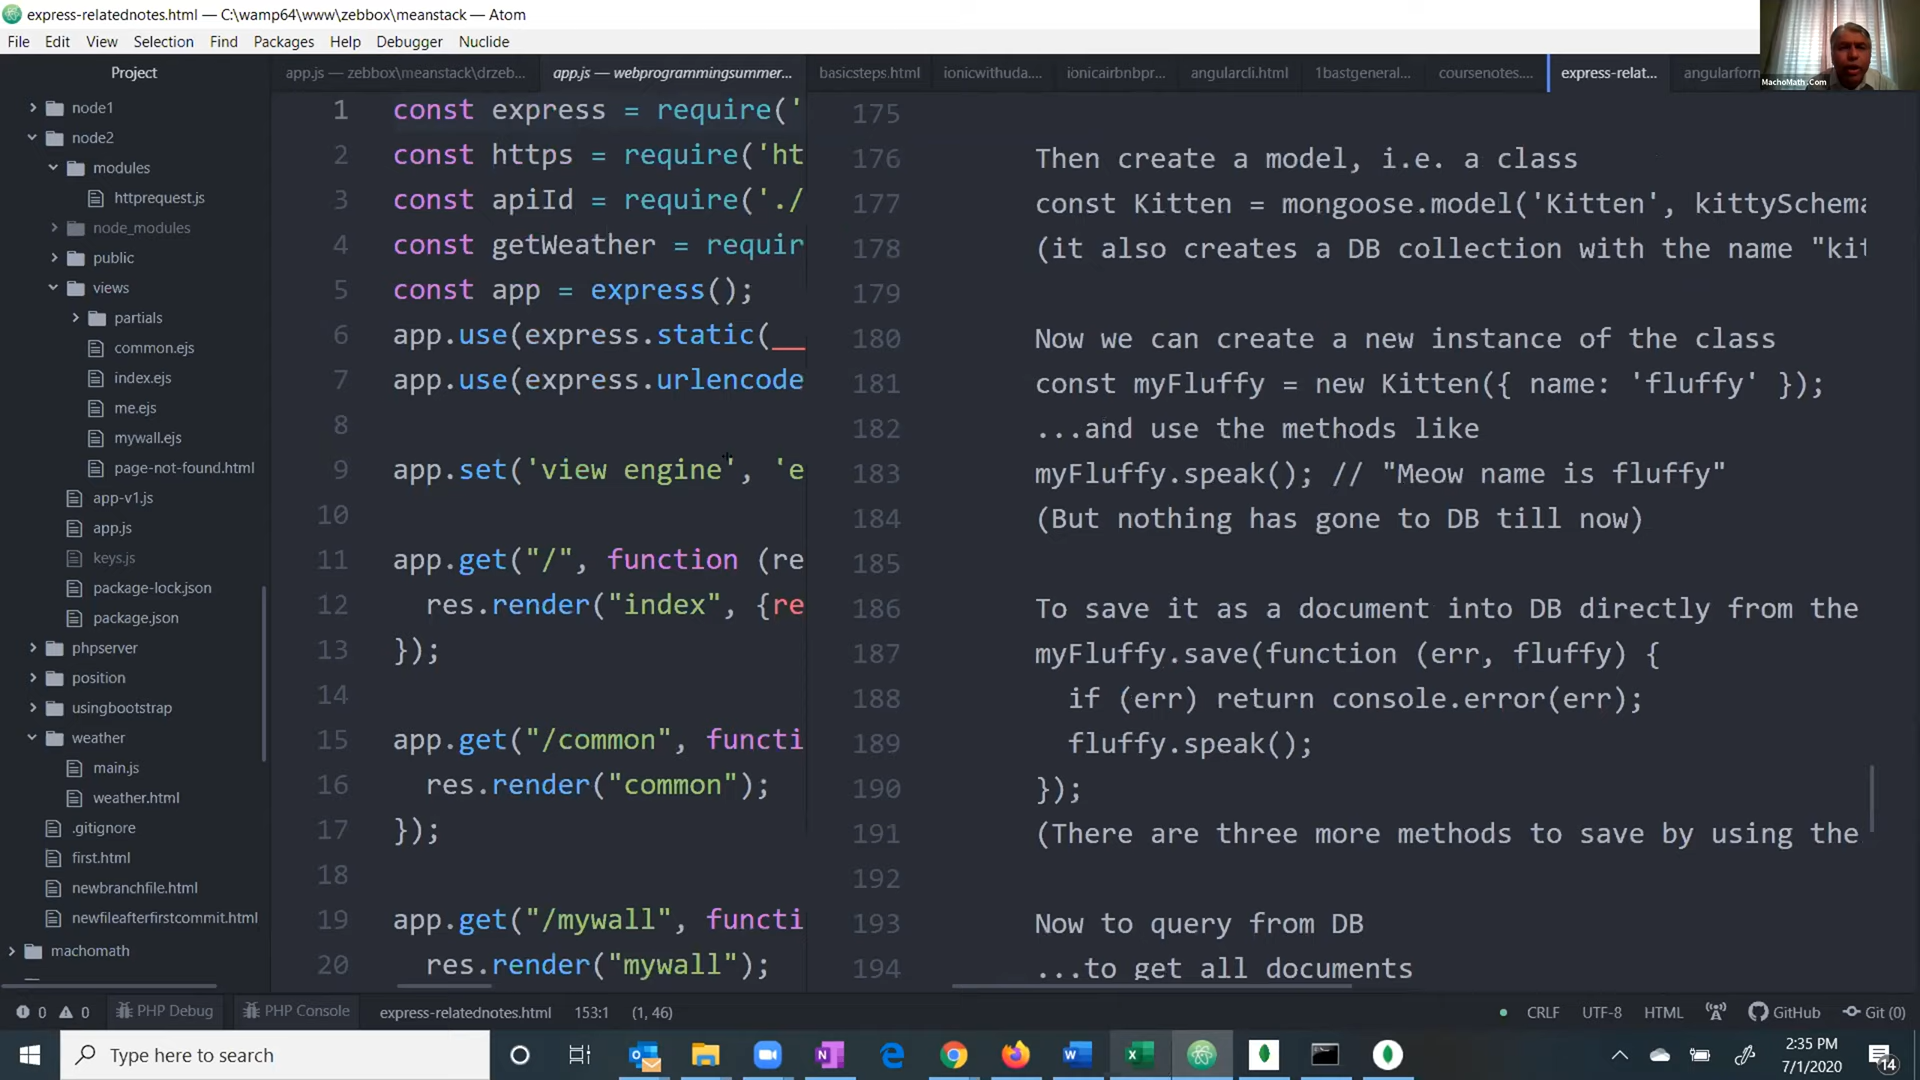 express-relatednotes.html — C:\wamp64\www\zebbox\meanstack — Atom
File Edit View Selection Find Packages Help Debugger Nuclide
MachoMath.Com
Project
node1
node2
modules
httprequest.js
node_modules
public
views
partials
common.ejs
index.ejs
me.ejs
mywall.ejs
page-not-found.html
app-v1.js
app.js
keys.js
package-lock.json
package.json
phpserver
position
usingbootstrap
weather
main.js
weather.html
.gitignore
first.html
newbranchfile.html
newfileafterfirstcommit.html
machomath
app.js — zebbox\meanstack\drzeb...
app.js — webprogrammingsummer...
1 const express = require('
2 const https = require('ht
3 const apiId = require('./
4 const getWeather = requir
5 const app = express();
6 app.use(express.static(__
7 app.use(express.urlencode
8
9 app.set('view engine', 'e
10
11 app.get("/", function (re
12 res.render("index", {re
13 });
14
15 app.get("/common", functi
16 res.render("common");
17 });
18
19 app.get("/mywall", functi
20 res.render("mywall");
basicsteps.html ionicwithuda.... ionicairbnbpr... angularcli.html 1bastgeneral... coursenotes.... express-relat... angularforn
175
176 Then create a model, i.e. a class
177 const Kitten = mongoose.model('Kitten', kittySchema
178 (it also creates a DB collection with the name "kit
179
180 Now we can create a new instance of the class
181 const myFluffy = new Kitten({ name: 'fluffy' });
182 ...and use the methods like
183 myFluffy.speak(); // "Meow name is fluffy"
184 (But nothing has gone to DB till now)
185
186 To save it as a document into DB directly from the
187 myFluffy.save(function (err, fluffy) {
188 if (err) return console.error(err);
189 fluffy.speak();
190 });
191 (There are three more methods to save by using the
192
193 Now to query from DB
194 ...to get all documents
0 0 PHP Debug PHP Console express-relatednotes.html 153:1 (1, 46) CRLF UTF-8 HTML GitHub Git (0)
Type here to search
2:35 PM
7/1/2020
14